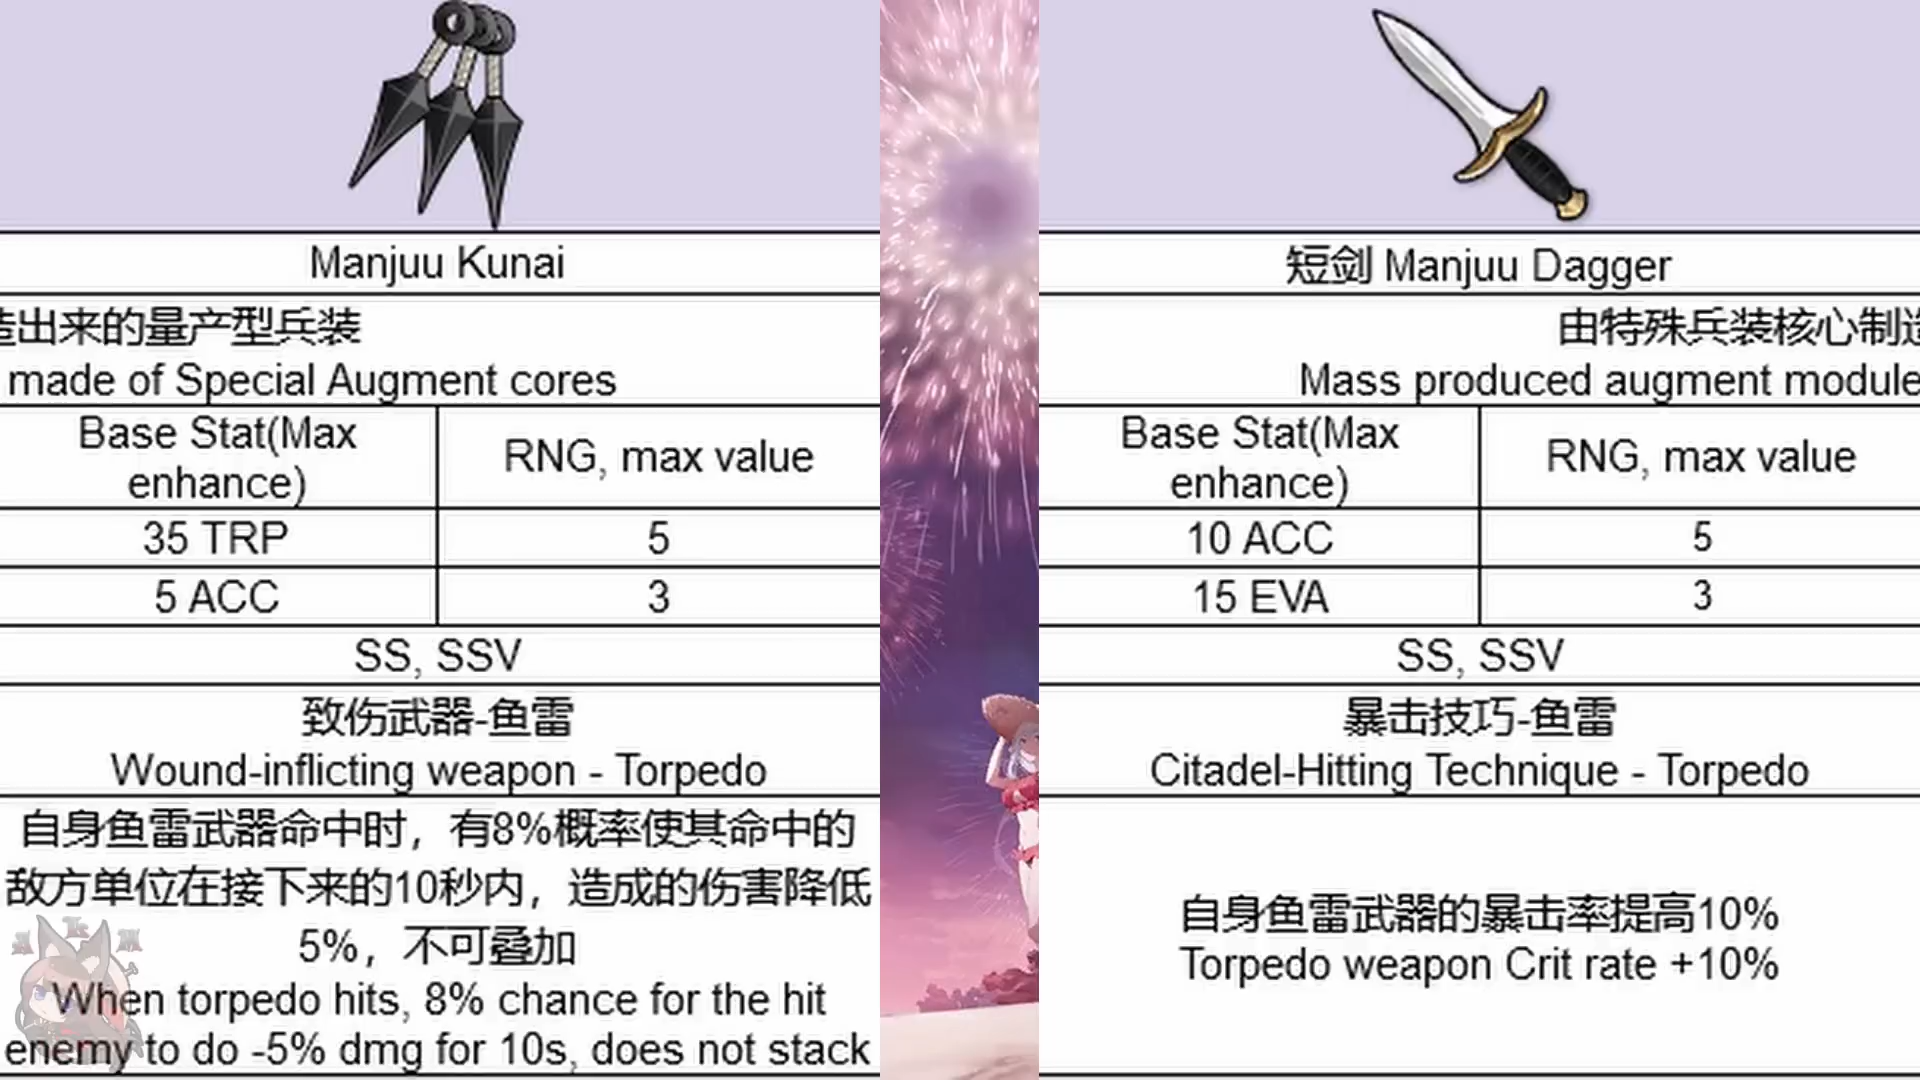 Manjuu Kunai
造出来的量产型兵装
made of Special Augment cores
Base Stat(Max
enhance)
RNG, max value
35 TRP
5
5 ACC
3
SS, SSV
致伤武器-鱼雷
Wound-inflicting weapon - Torpedo
自身鱼雷武器命中时，有8%概率使其命中的
敌方单位在接下来的10秒内，造成的伤害降低
5%，不可叠加
When torpedo hits, 8% chance for the hit
enemy to do -5% dmg for 10s, does not stack
短剑 Manjuu Dagger
由特殊兵装核心制造
Mass produced augment module
Base Stat(Max
enhance)
RNG, max value
10 ACC
5
15 EVA
3
SS, SSV
暴击技巧-鱼雷
Citadel-Hitting Technique - Torpedo
自身鱼雷武器的暴击率提高10%
Torpedo weapon Crit rate +10%